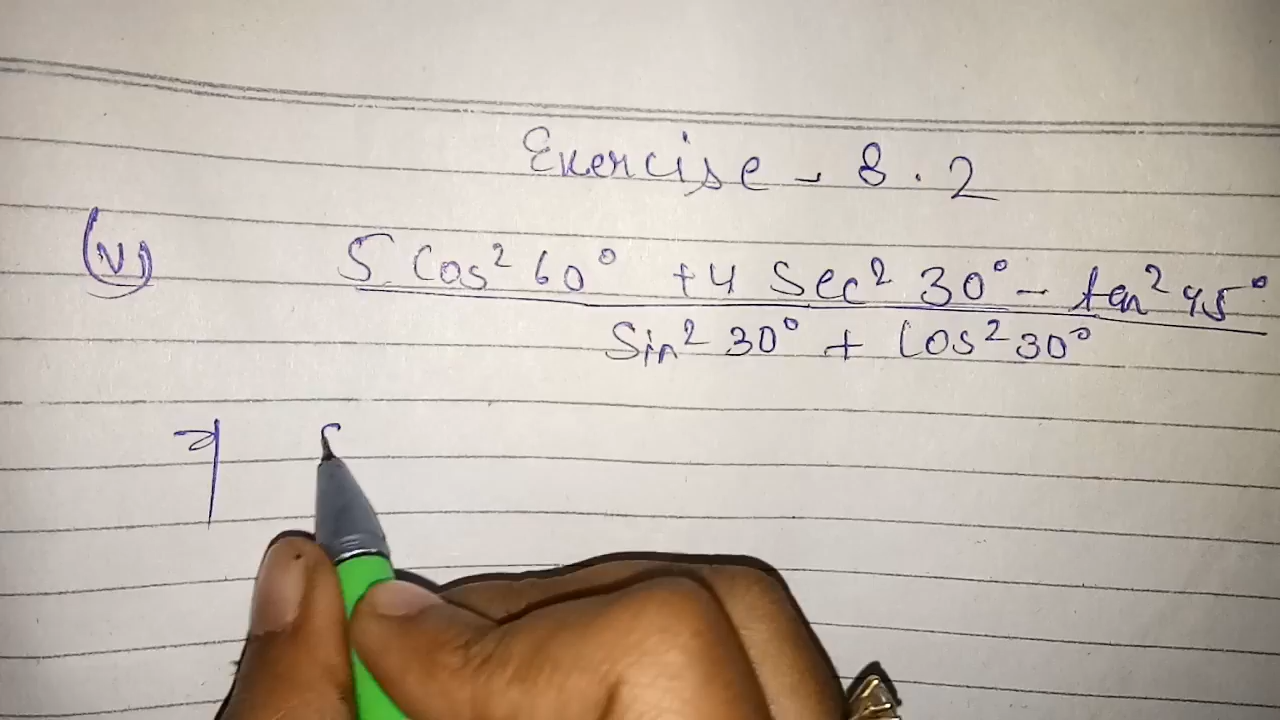 Exercise - 8.2
(v) 5 Cos² 60° + 4 Sec² 30° - tan² 45°
Sin² 30° + Cos² 30°